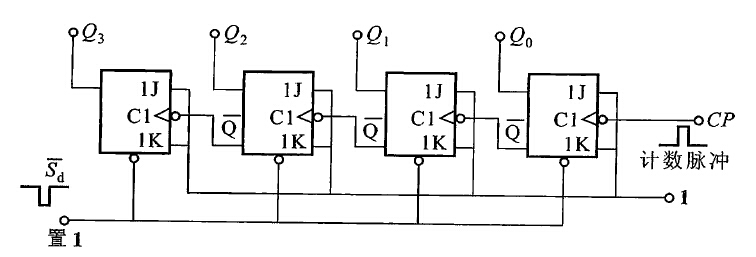 Q3 Q2 Q1 Q0
1J 1J 1J 1J
C1 C1 C1 C1 CP
Q̅ Q̅ Q̅
1K 1K 1K 1K
计数脉冲
S̅d
1
置1